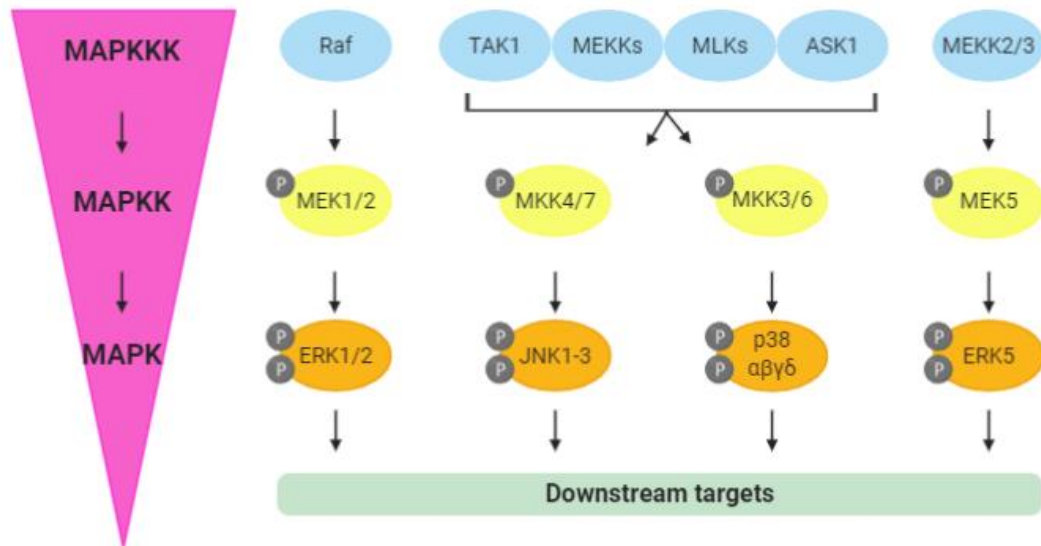 MAPKKK
Raf
TAK1
MEKKs
MLKs
ASK1
MEKK2/3
MAPKK
P
MEK1/2
P
MKK4/7
P
MKK3/6
P
MEK5
MAPK
P
P
ERK1/2
P
P
JNK1-3
P
P
p38
αβγδ
P
P
ERK5
Downstream targets